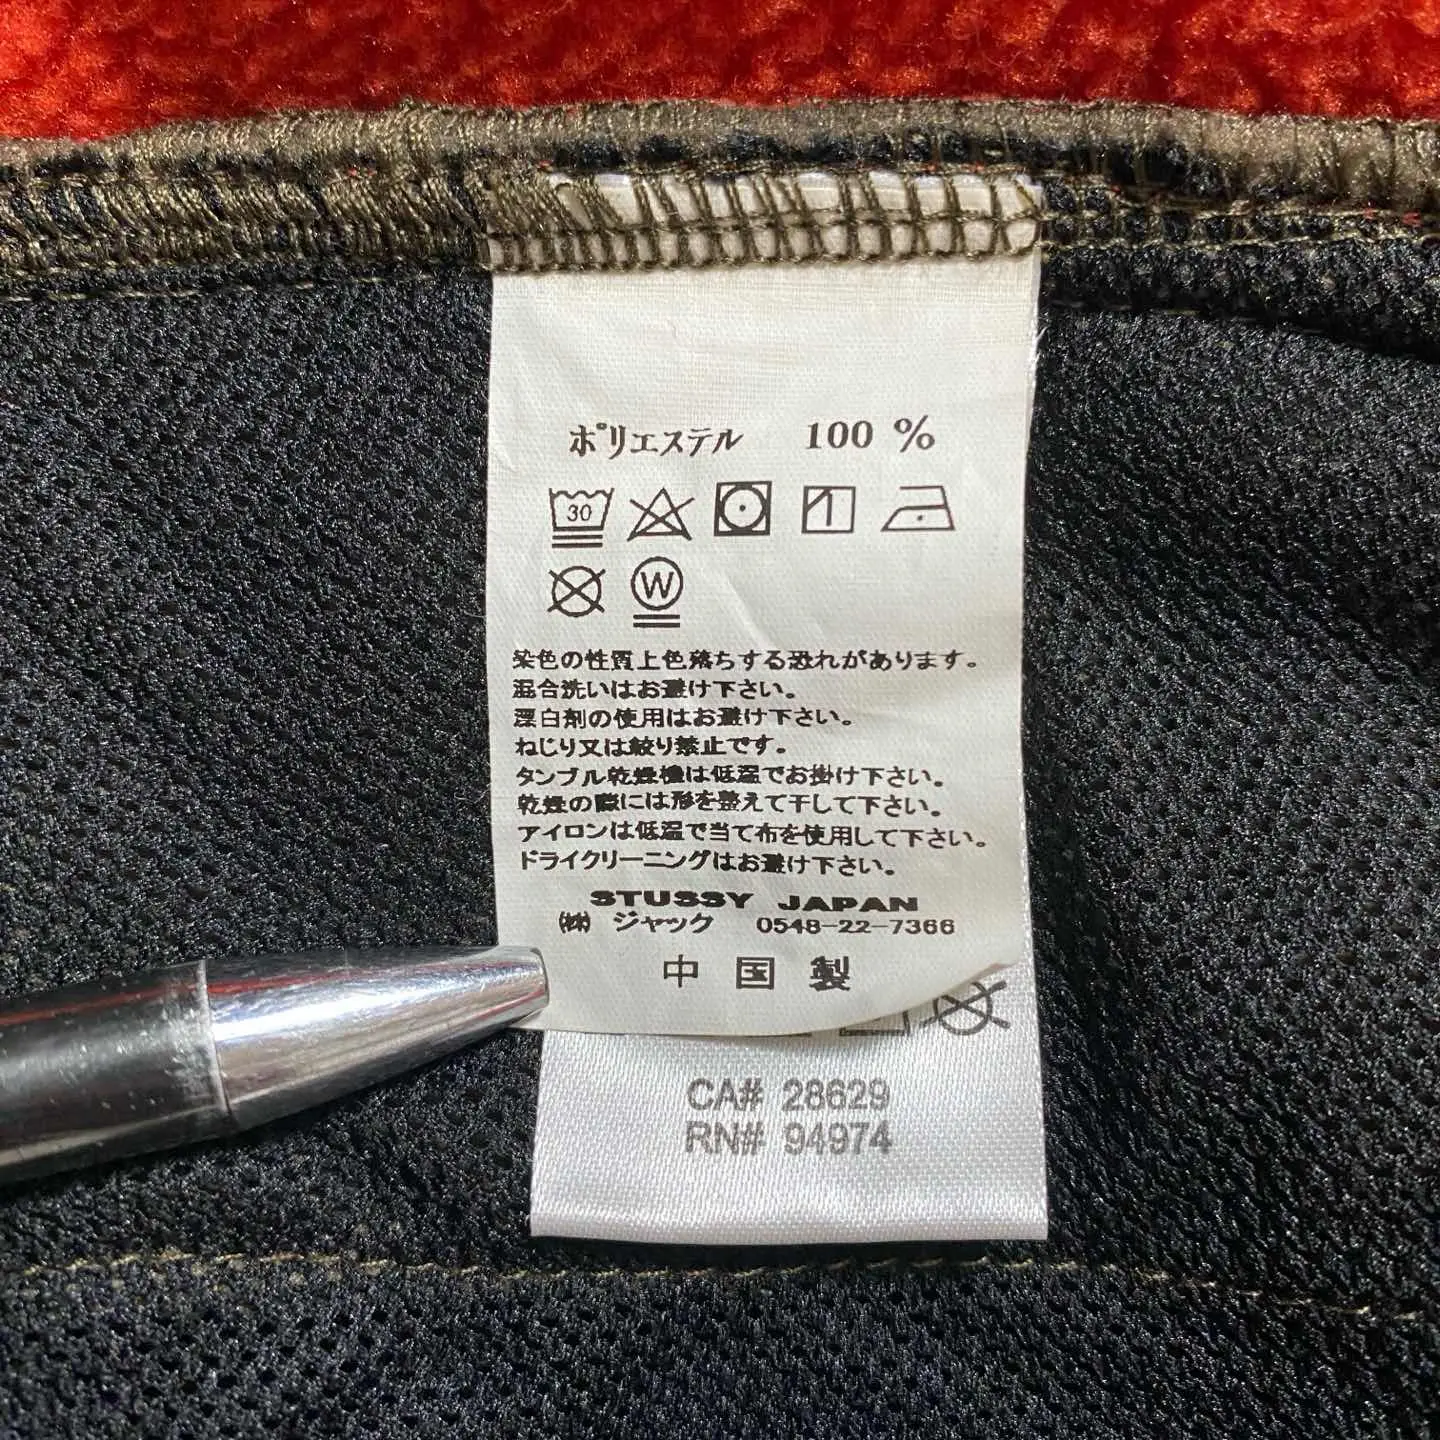 ポリエステル 100 %
30
W
染色の性質上色落ちする恐れがあります。
混合洗いはお避け下さい。
漂白剤の使用はお避け下さい。
ねじり又は絞り禁止です。
タンブル乾燥機は低温でお掛け下さい。
乾燥の際には形を整えて干して下さい。
アイロンは低温で当て布を使用して下さい。
ドライクリーニングはお避け下さい。
STUSSY JAPAN
㈱ ジャック 0548-22-7366
中国製
CA# 28629
RN# 94974